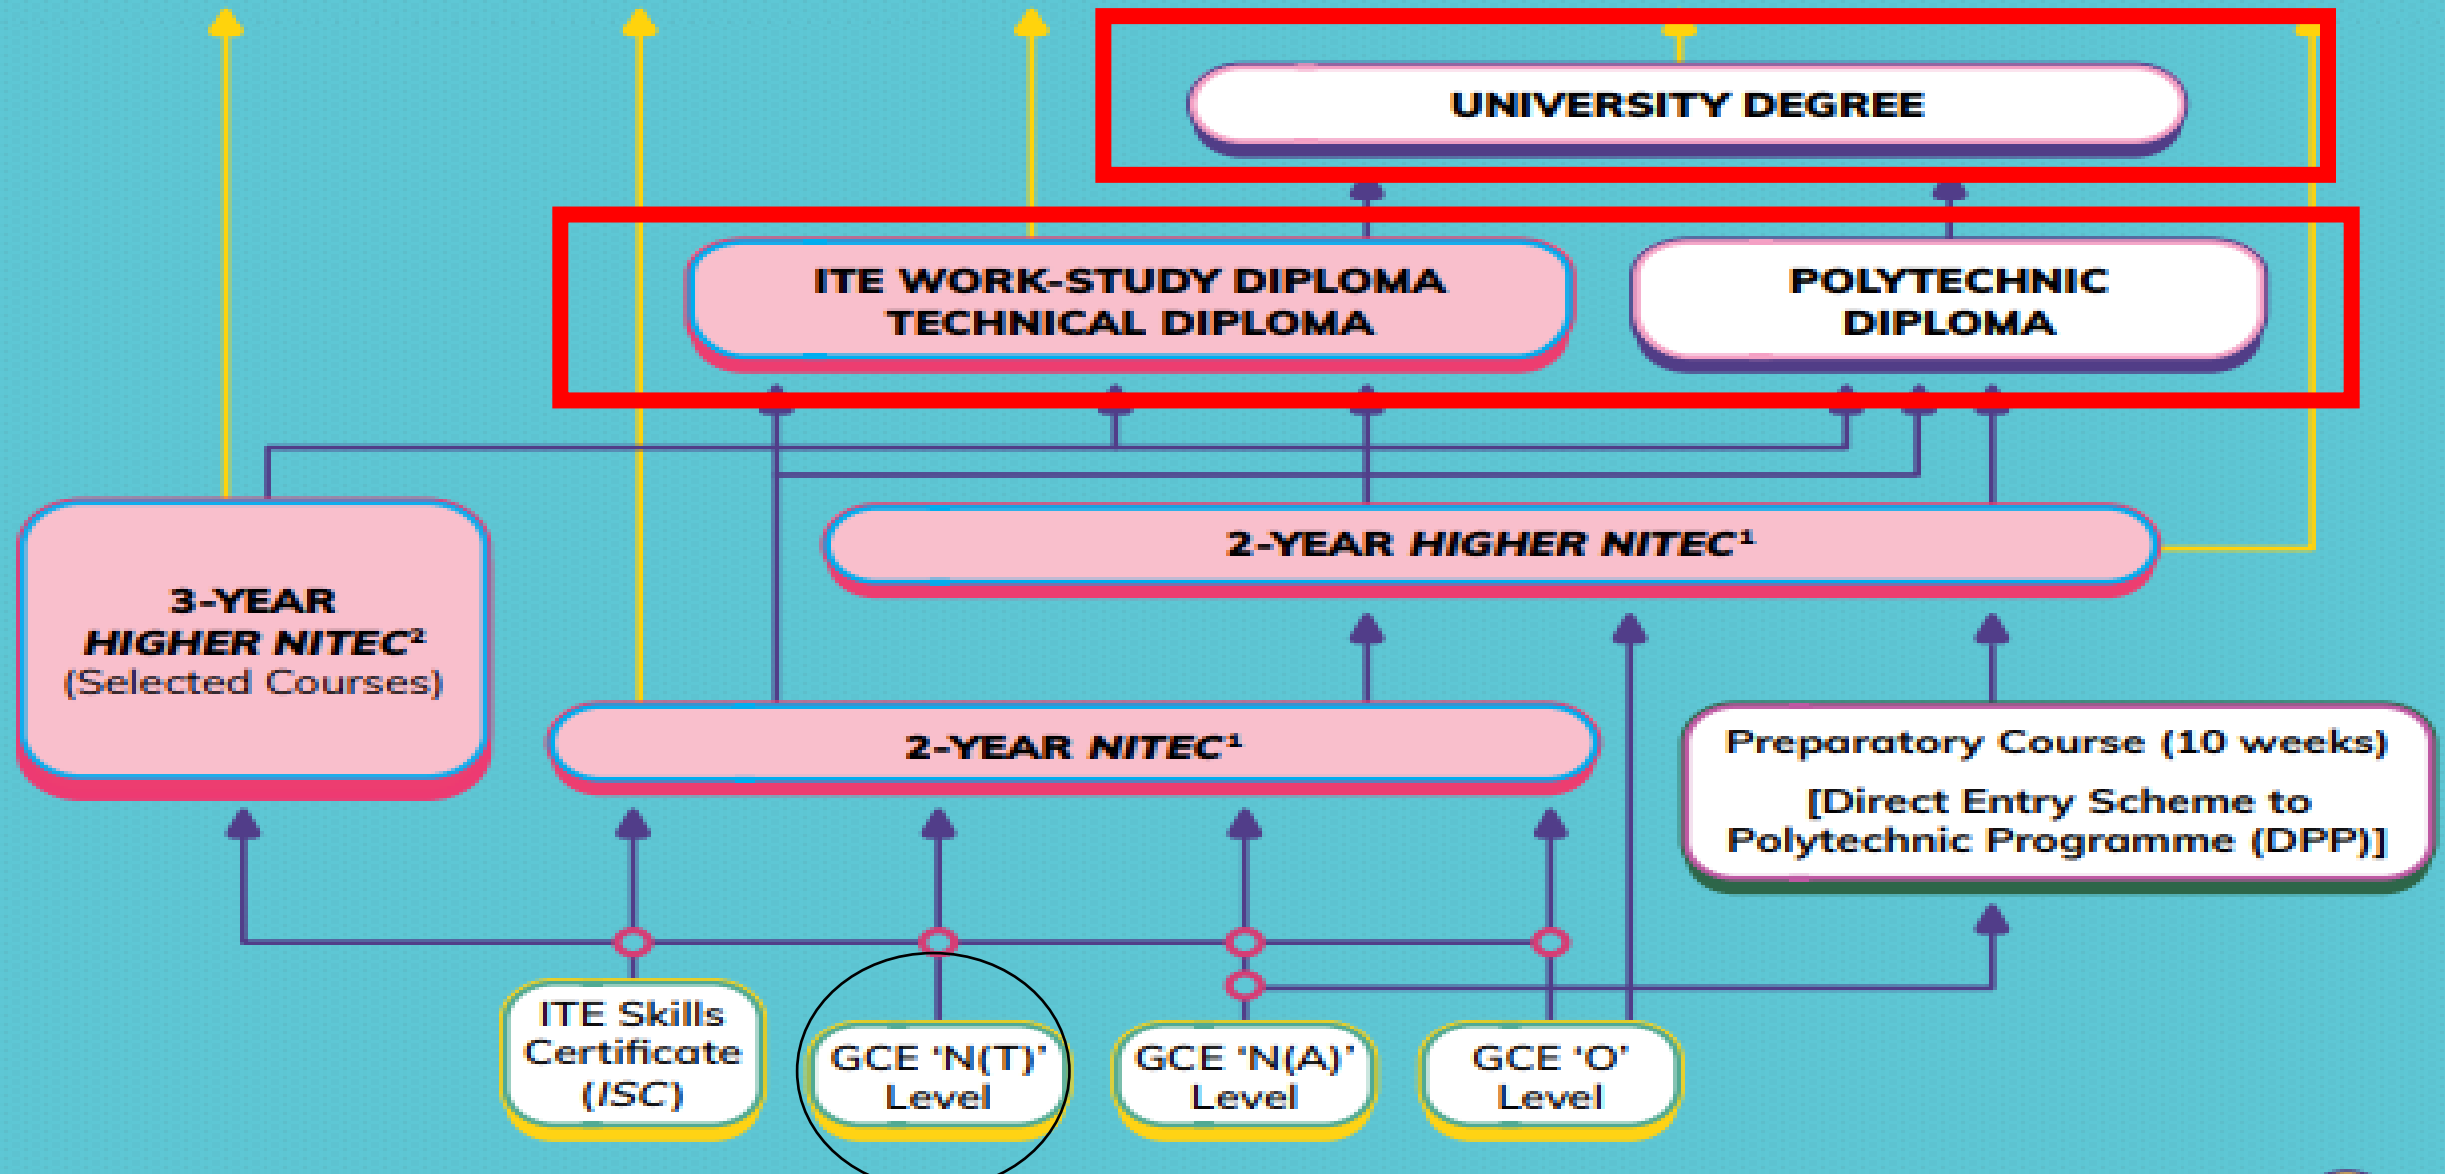 UNIVERSITY DEGREE
ITE WORK-STUDY DIPLOMA
TECHNICAL DIPLOMA
POLYTECHNIC
DIPLOMA
2-YEAR HIGHER NITEC¹
3-YEAR
HIGHER NITEC²
(Selected Courses)
2-YEAR NITEC¹
Preparatory Course (10 weeks)
[Direct Entry Scheme to
Polytechnic Programme (DPP)]
ITE Skills
Certificate
(ISC)
GCE ‘N(T)’
Level
GCE ‘N(A)’
Level
GCE ‘O’
Level